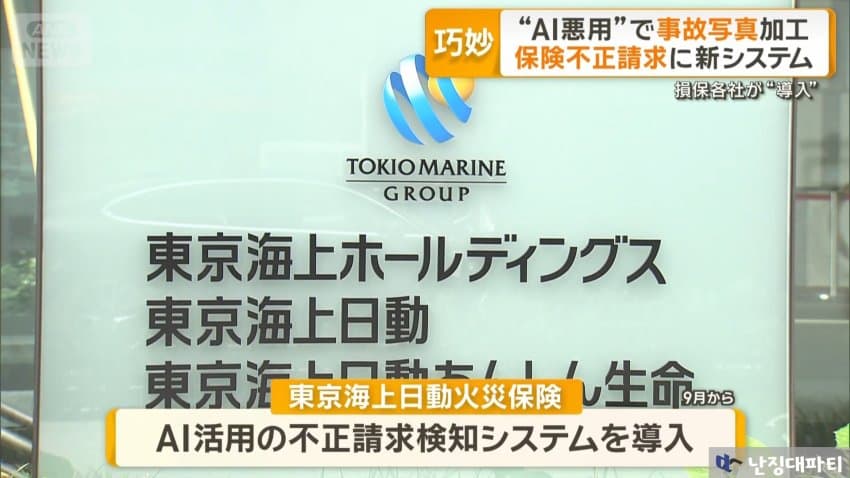 ANN
NEWS
巧妙
“AI悪用”で事故写真加工
保険不正請求に新システム
損保各社が“導入”
TOKIO MARINE
GROUP
東京海上ホールディングス
東京海上日動
東京海上日動あんしん生命
東京海上日動火災保険
9月から
AI活用の不正請求検知システムを導入
난징대파티